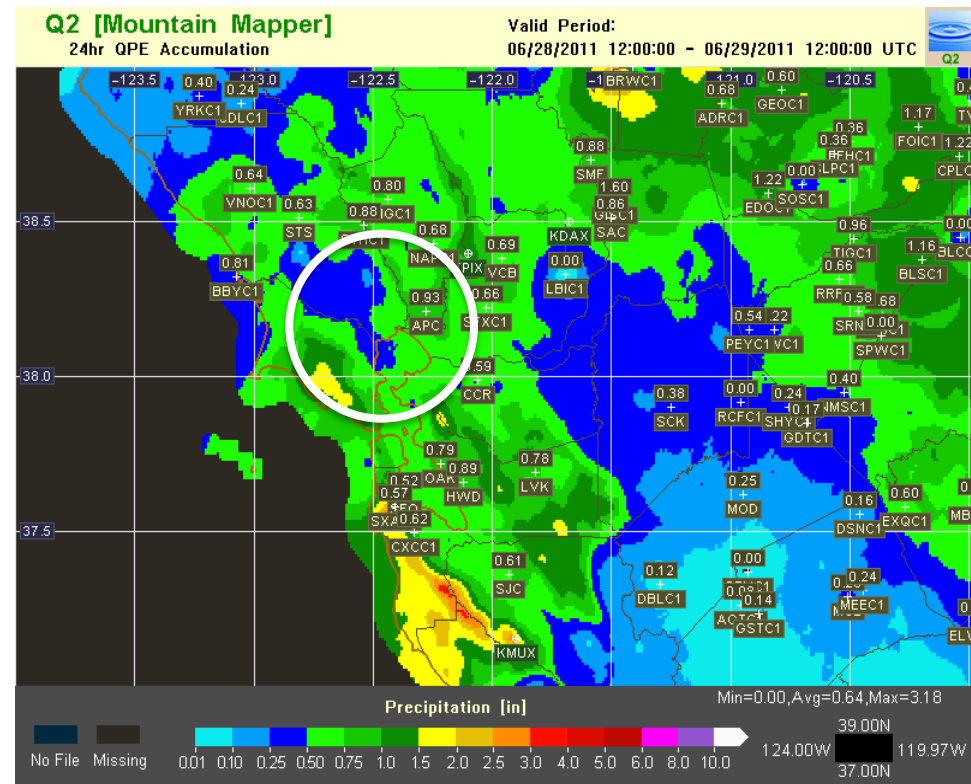 Q2 [Mountain Mapper]
24hr QPE Accumulation
Valid Period:
06/28/2011 12:00:00 - 06/29/2011 12:00:00 UTC
Q2
-123.5 -123.0 -122.5 -122.0 BRWC1 -121.0 -120.5
0.40 YRKC1
0.24
0.68 ADRC1
0.60 GEOC1
1.17 FOIC1
0.36
0.36
1.22
0.88 SMF
0.64 VNOC1
0.80
0.63 STS
0.88
1.60
0.86
SAC
1.22
0.00 SOSC1
38.5
0.68
KDAX
0.69 VCB
0.00 LBIC1
0.96 TIGC1
0.66
1.16 BLSC1
0.00
0.81 BBYC1
0.93 APC
0.66
0.58
.68
0.54 PEYC1
.22
0.00
SPWC1
38.0
.59
CCR
0.38 SCK
0.00 RCFC1
0.24
0.17 GDTC1
0.40 NMSC1
0.79 OAK
0.89 HWD
0.78 LVK
0.52
0.57
0.62 CXCC1
0.25 MOD
0.16 DSNC1
0.60 EXQC1
37.5
0.61 SJC
0.12 DBLC1
0.00
0.14 GSTC1
0.24 MEEC1
KMUX
Precipitation [in]
Min=0.00,Avg=0.64,Max=3.18
No File Missing
0.01 0.10 0.25 0.50 0.75 1.0 1.5 2.0 2.5 3.0 4.0 5.0 6.0 8.0 10.0
39.00N
124.00W 119.97W
37.00N